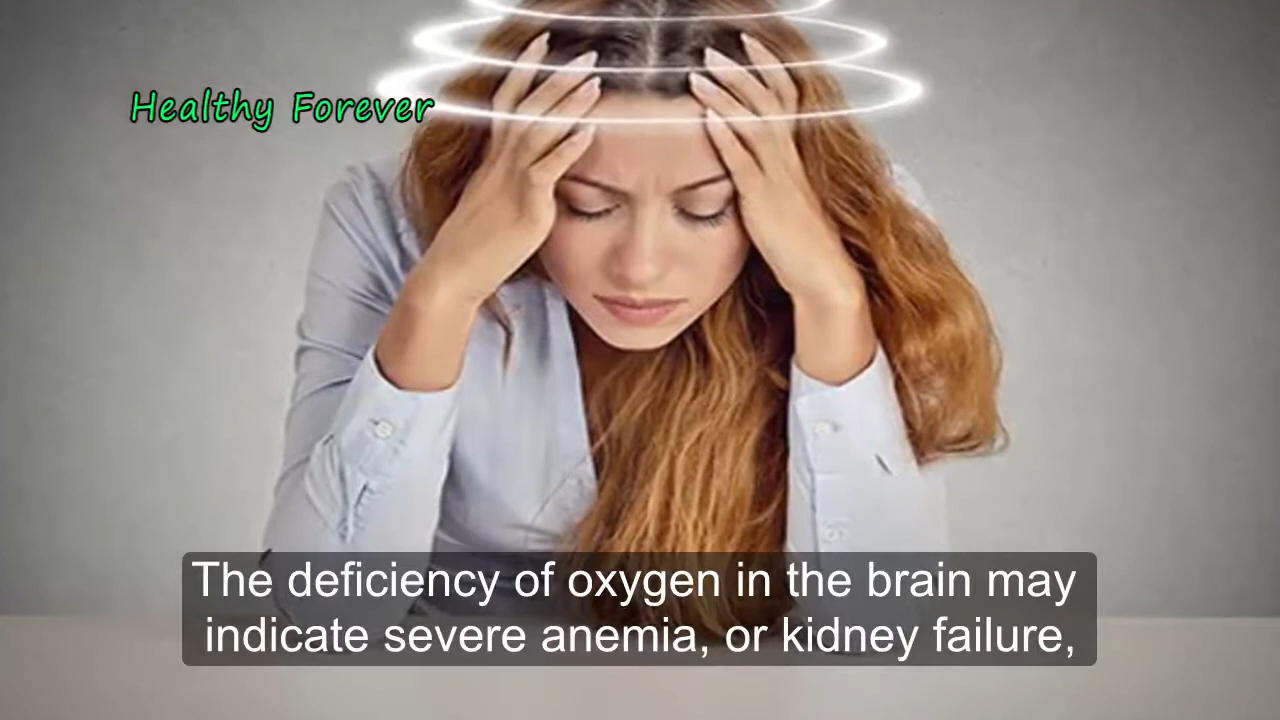 Healthy Forever
The deficiency of oxygen in the brain may
indicate severe anemia, or kidney failure,